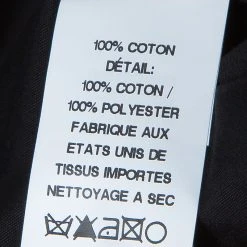 100% COTON
DÉTAIL:
100% COTON /
100% POLYESTER
FABRIQUE AUX
ETATS UNIS DE
TISSUS IMPORTES
NETTOYAGE A SEC